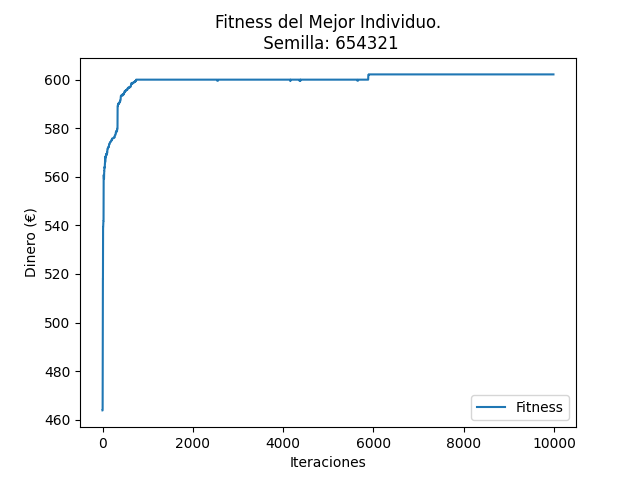 Fitness del Mejor Individuo.
Semilla: 654321
600
580
560
540
520
500
480
460
Dinero (€)
Fitness
0
2000
4000
6000
8000
10000
Iteraciones